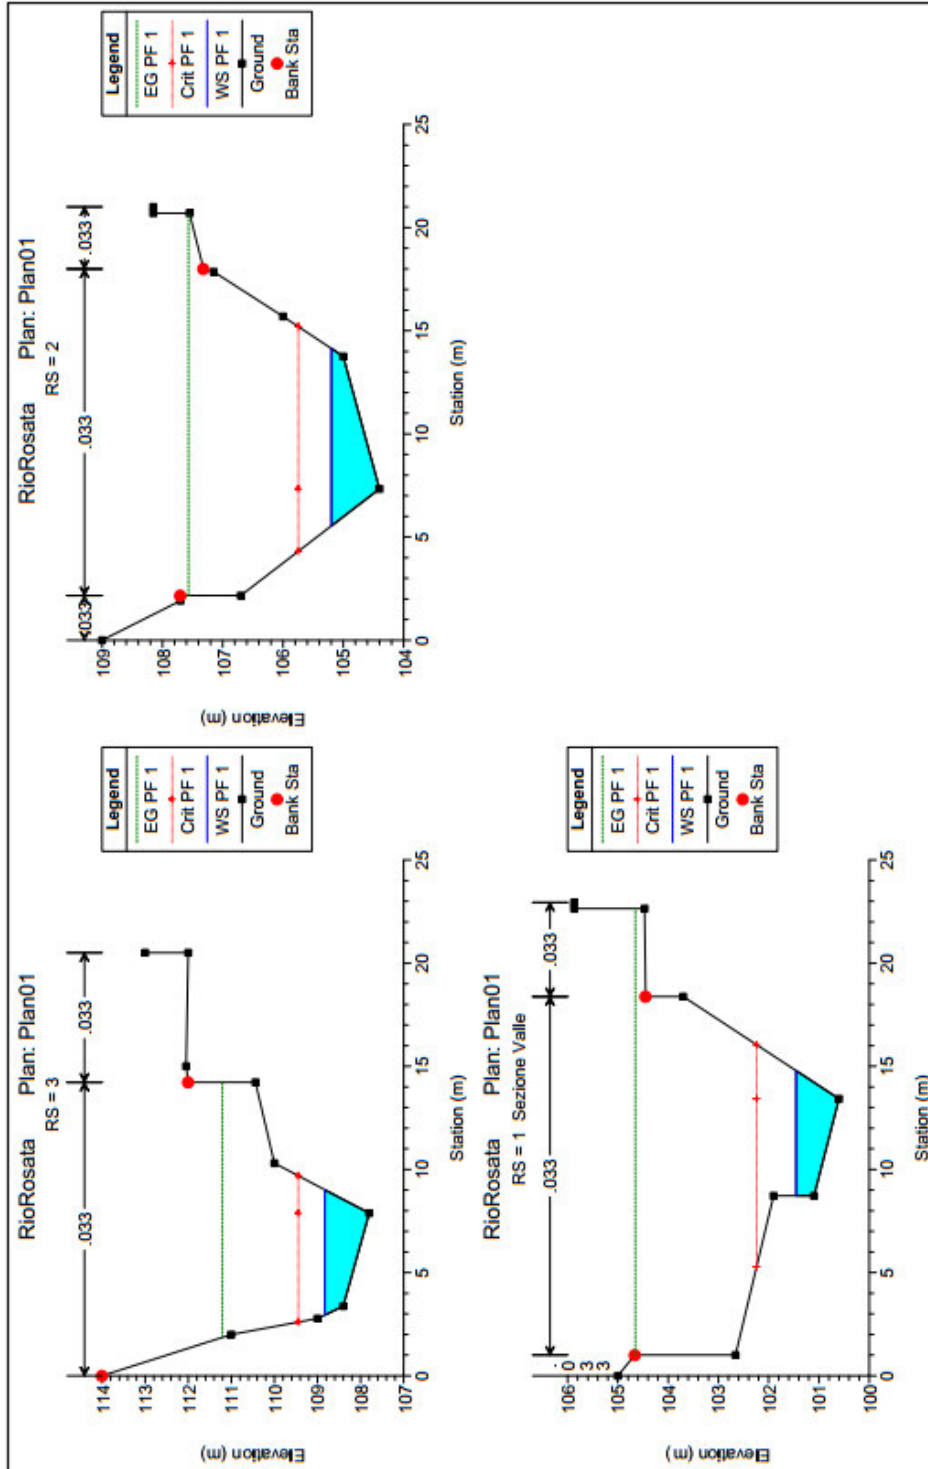 RioRosata Plan: Plan01
RS = 3
.033
.033
Elevation (m)
114
113
112
111
110
109
108
107
0
5
10
15
20
25
Station (m)
Legend
EG PF 1
Crit PF 1
WS PF 1
Ground
Bank Sta
RioRosata Plan: Plan01
RS = 2
.033
.033
.033
Elevation (m)
109
108
107
106
105
104
0
5
10
15
20
25
Station (m)
Legend
EG PF 1
Crit PF 1
WS PF 1
Ground
Bank Sta
RioRosata Plan: Plan01
RS = 1 Sezione Valle
.
0
3
3
.033
.033
Elevation (m)
106
105
104
103
102
101
100
0
5
10
15
20
25
Station (m)
Legend
EG PF 1
Crit PF 1
WS PF 1
Ground
Bank Sta